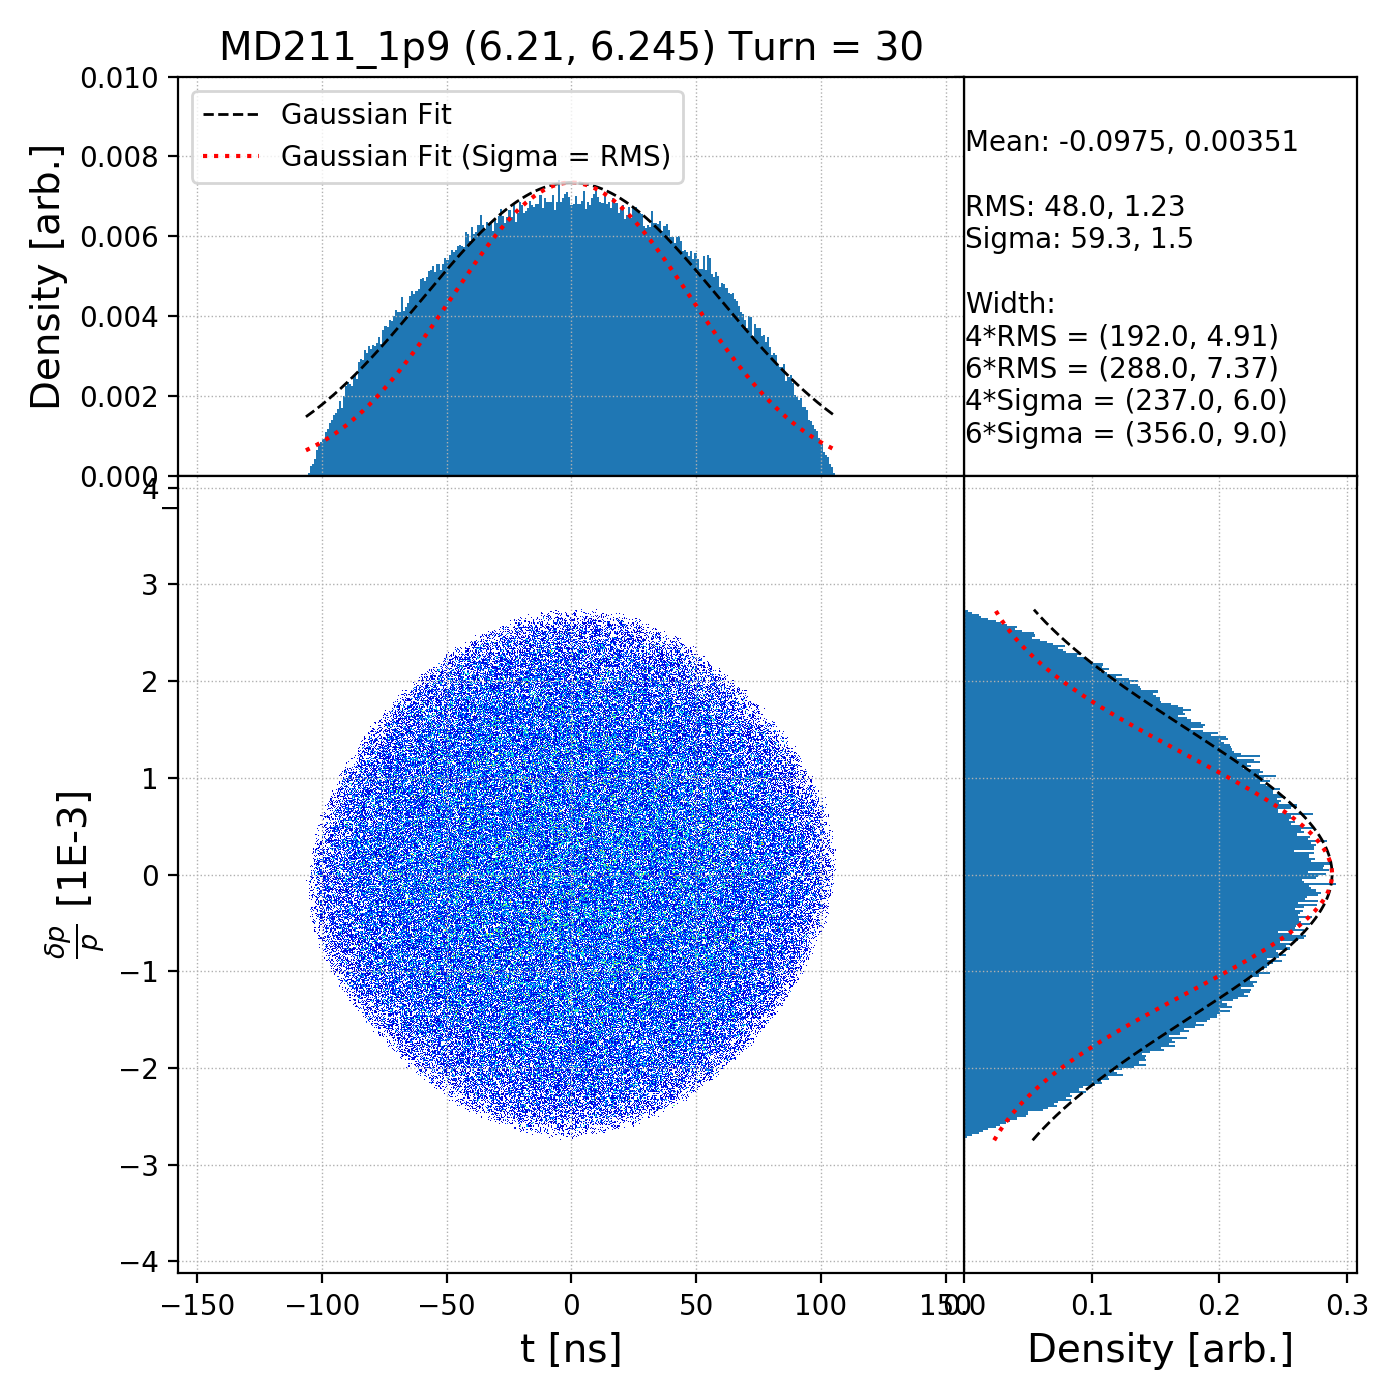 MD211_1p9 (6.21, 6.245) Turn = 30
0.010
0.008
0.006
0.004
0.002
0.000
Density [arb.]
Gaussian Fit
Gaussian Fit (Sigma = RMS)
Mean: -0.0975, 0.00351
RMS: 48.0, 1.23
Sigma: 59.3, 1.5
Width:
4*RMS = (192.0, 4.91)
6*RMS = (288.0, 7.37)
4*Sigma = (237.0, 6.0)
6*Sigma = (356.0, 9.0)
4
3
2
1
0
−1
−2
−3
−4
δp/p [1E-3]
−150 −100 −50 0 50 100 150
t [ns]
0.0 0.1 0.2 0.3
Density [arb.]